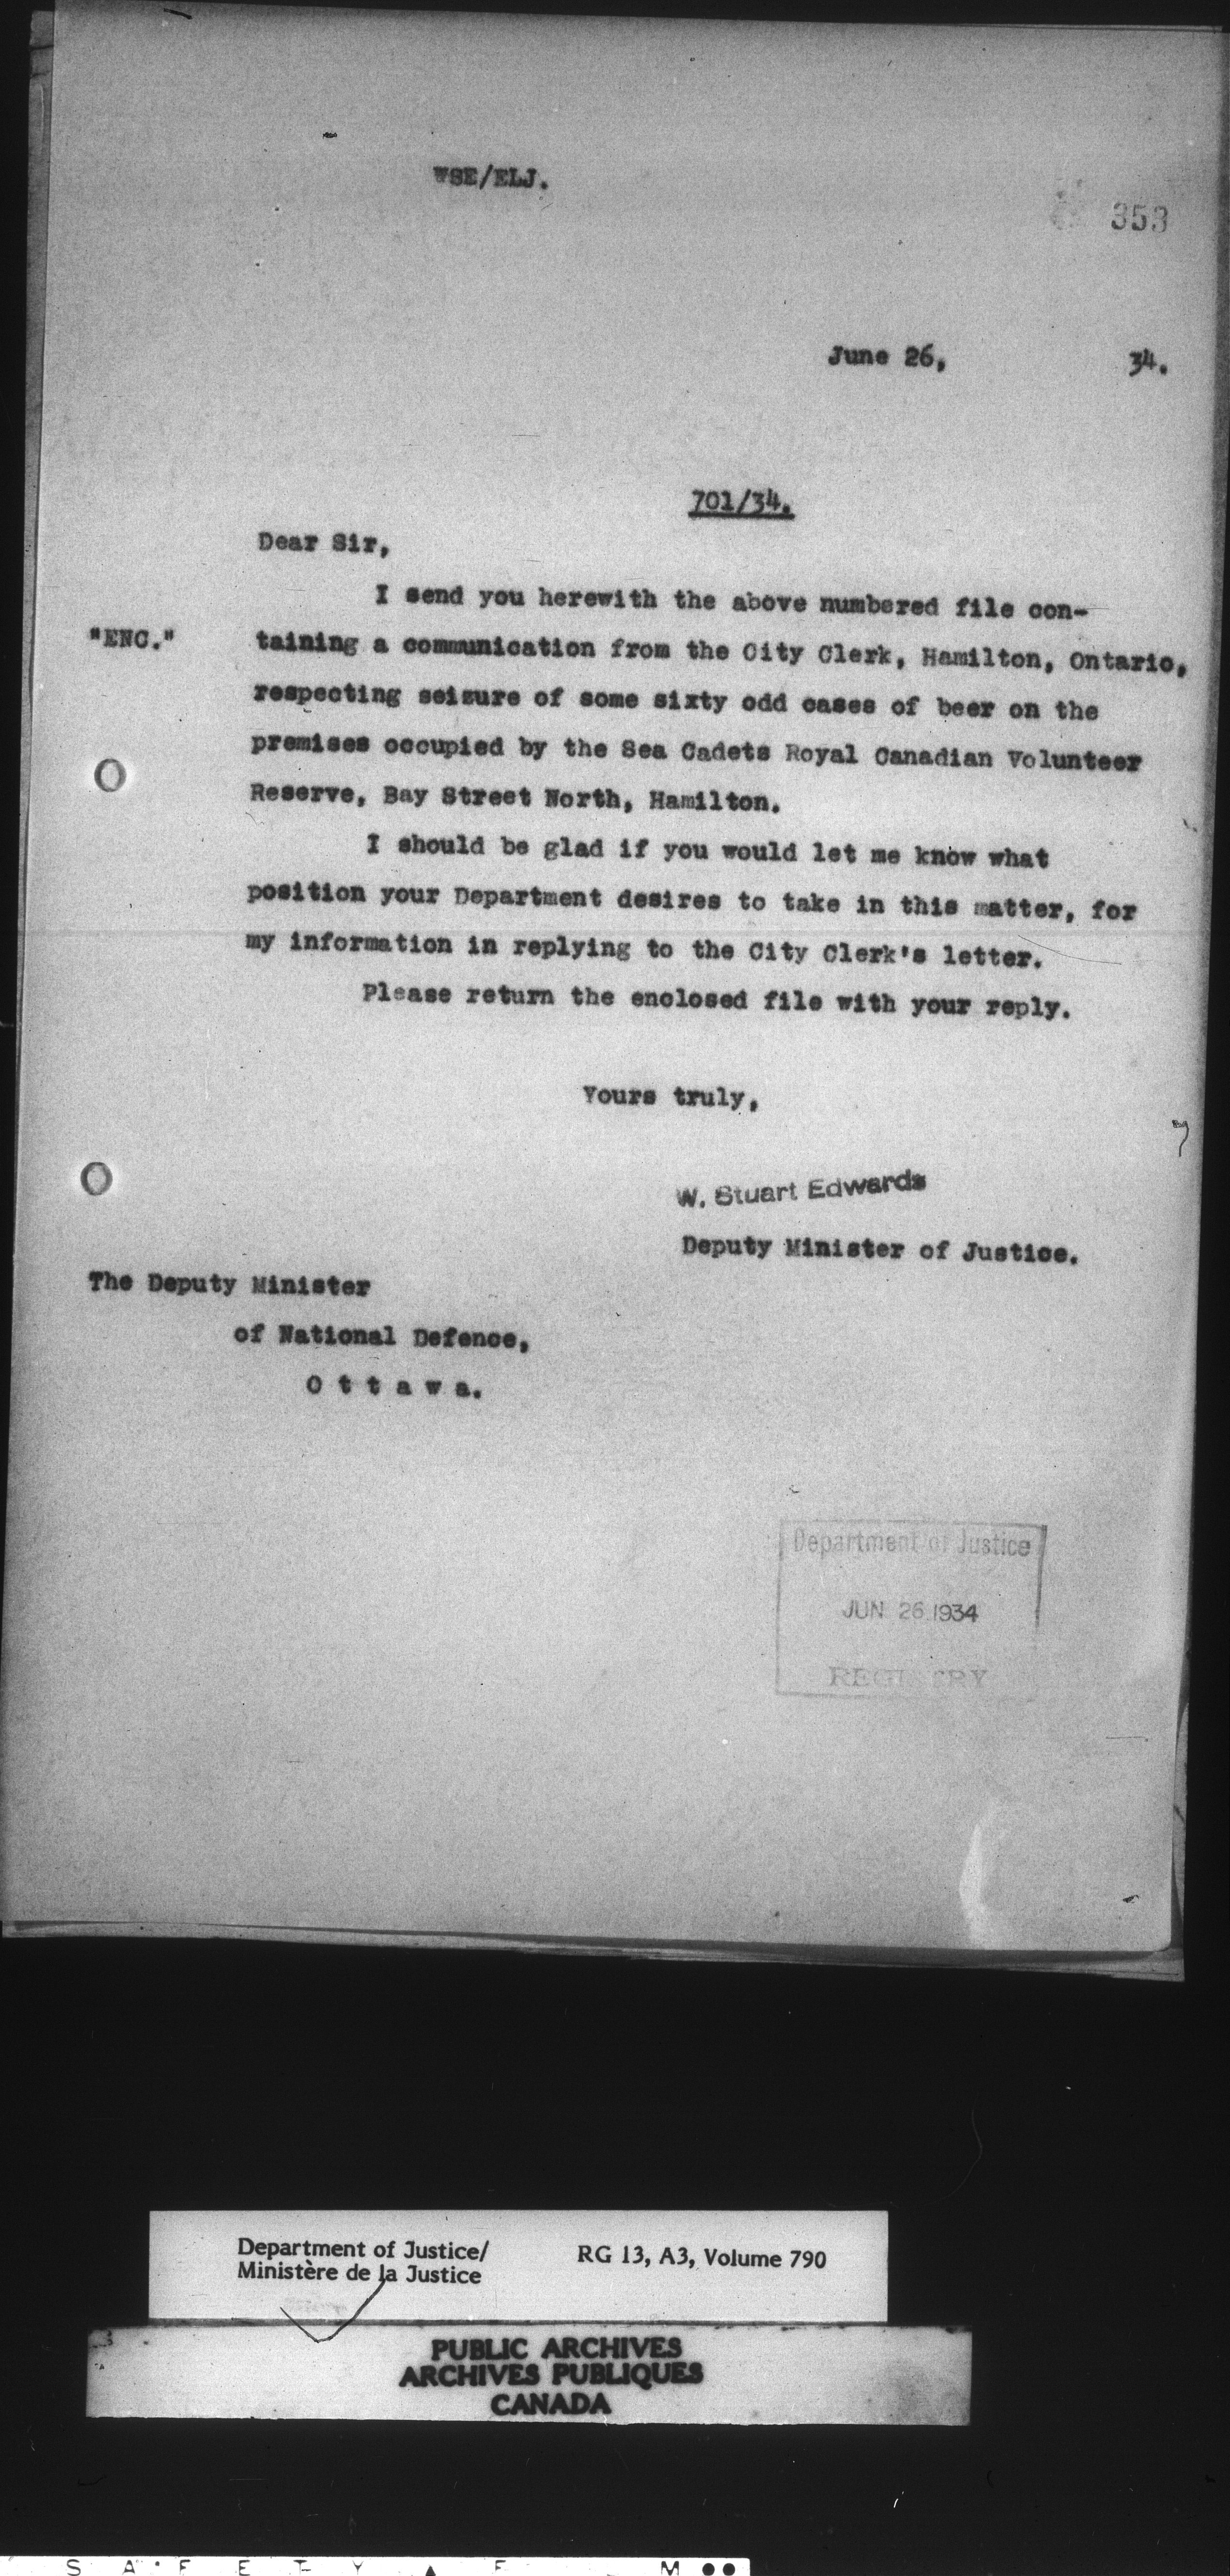 WSE/ELJ.
353
June 26, 34.
701/34.
Dear Sir,
I send you herewith the above numbered file con-
"ENC." taining a communication from the City Clerk, Hamilton, Ontario,
respecting seizure of some sixty odd cases of beer on the
premises occupied by the Sea Cadets Royal Canadian Volunteer
Reserve, Bay Street North, Hamilton.
I should be glad if you would let me know what
position your Department desires to take in this matter, for
my information in replying to the City Clerk's letter.
Please return the enclosed file with your reply.
Yours truly,
W. Stuart Edwards
Deputy Minister of Justice.
The Deputy Minister
of National Defence,
O t t a w a.
Department of Justice
JUN 26 1934
REGISTRY
Department of Justice/ RG 13, A3, Volume 790
Ministère de la Justice
PUBLIC ARCHIVES
ARCHIVES PUBLIQUES
CANADA
S A F E T Y